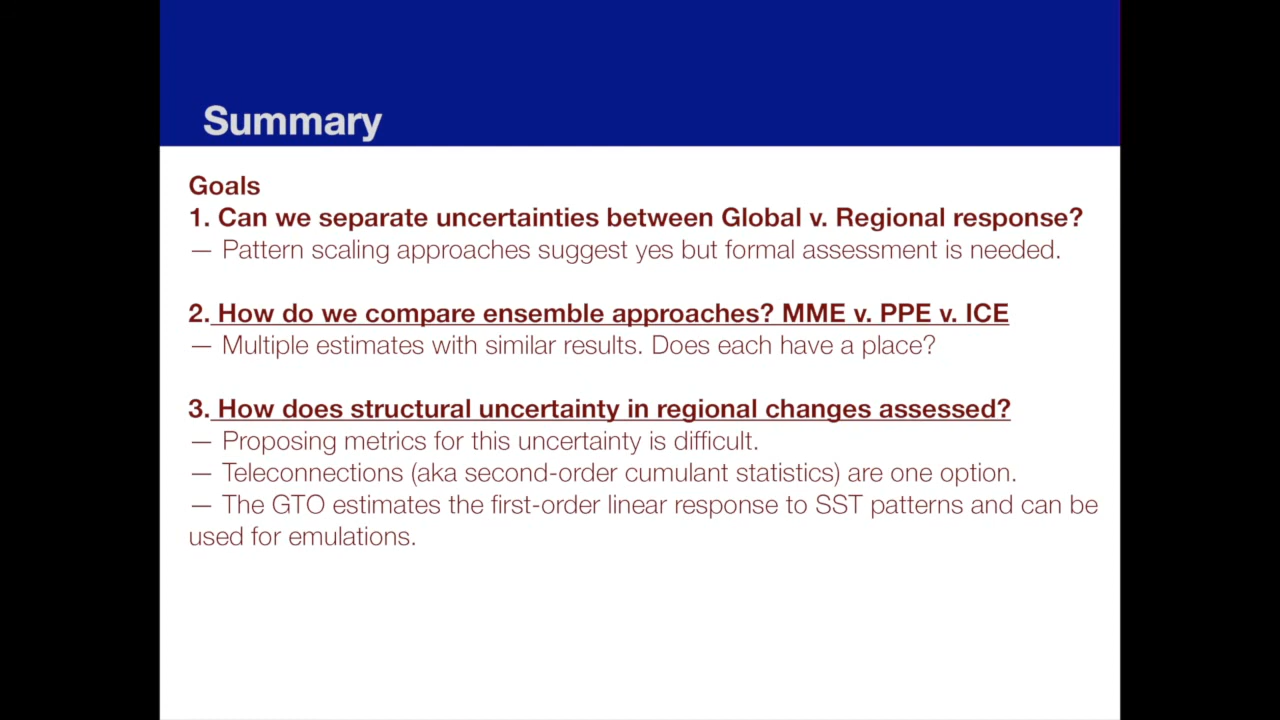 Summary
Goals
1. Can we separate uncertainties between Global v. Regional response?
— Pattern scaling approaches suggest yes but formal assessment is needed.
2. How do we compare ensemble approaches? MME v. PPE v. ICE
— Multiple estimates with similar results. Does each have a place?
3. How does structural uncertainty in regional changes assessed?
— Proposing metrics for this uncertainty is difficult.
— Teleconnections (aka second-order cumulant statistics) are one option.
— The GTO estimates the first-order linear response to SST patterns and can be
used for emulations.